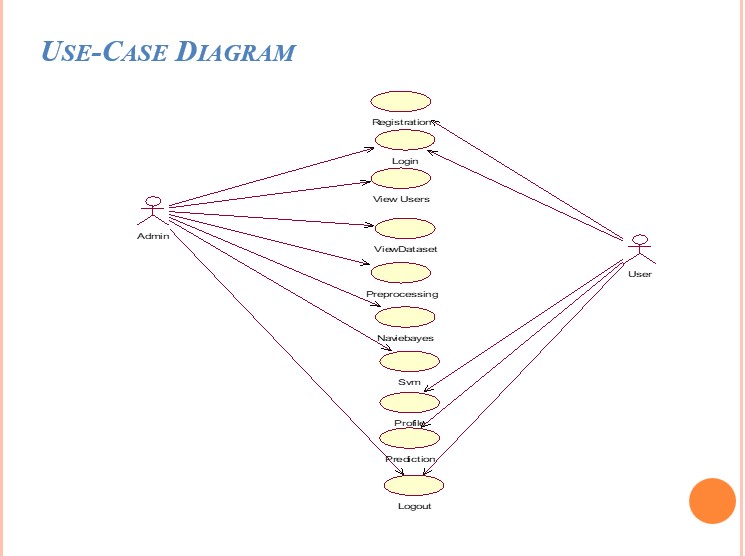 USE-CASE DIAGRAM
Registration
Login
View Users
Admin
ViewDataset
User
Preprocessing
Naviebayes
Svm
Profile
Prediction
Logout